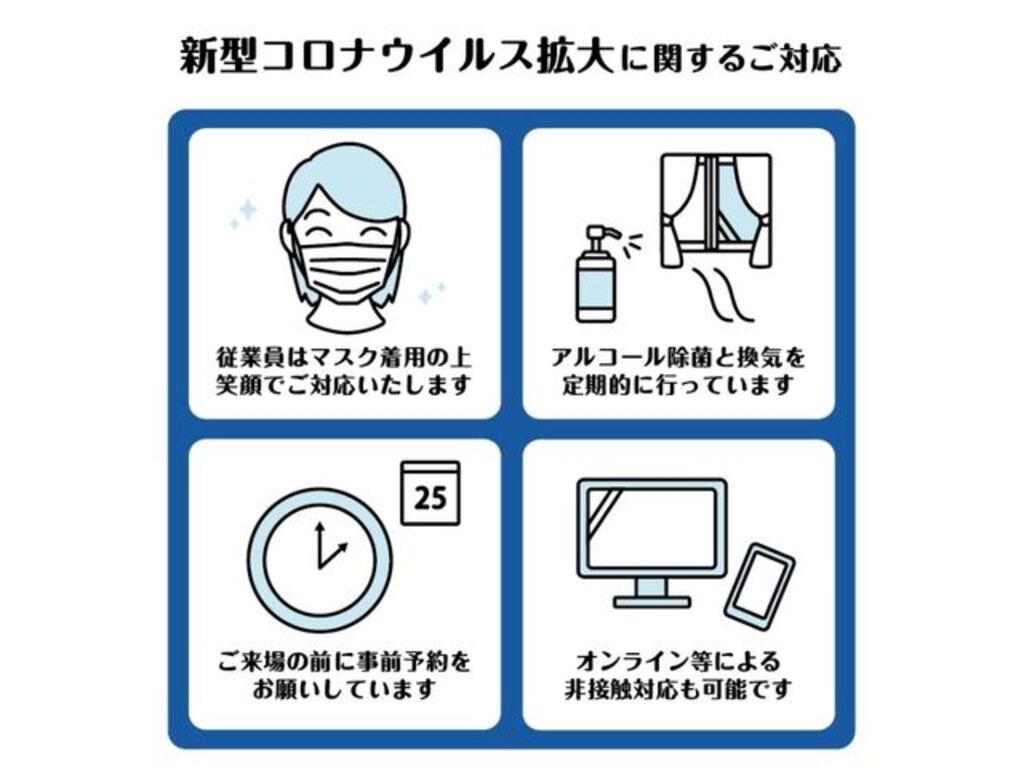 新型コロナウイルス拡大に関するご対応
従業員はマスク着用の上
笑顔でご対応いたします
アルコール除菌と換気を
定期的に行っています
25
ご来場の前に事前予約を
お願いしています
オンライン等による
非接触対応も可能です